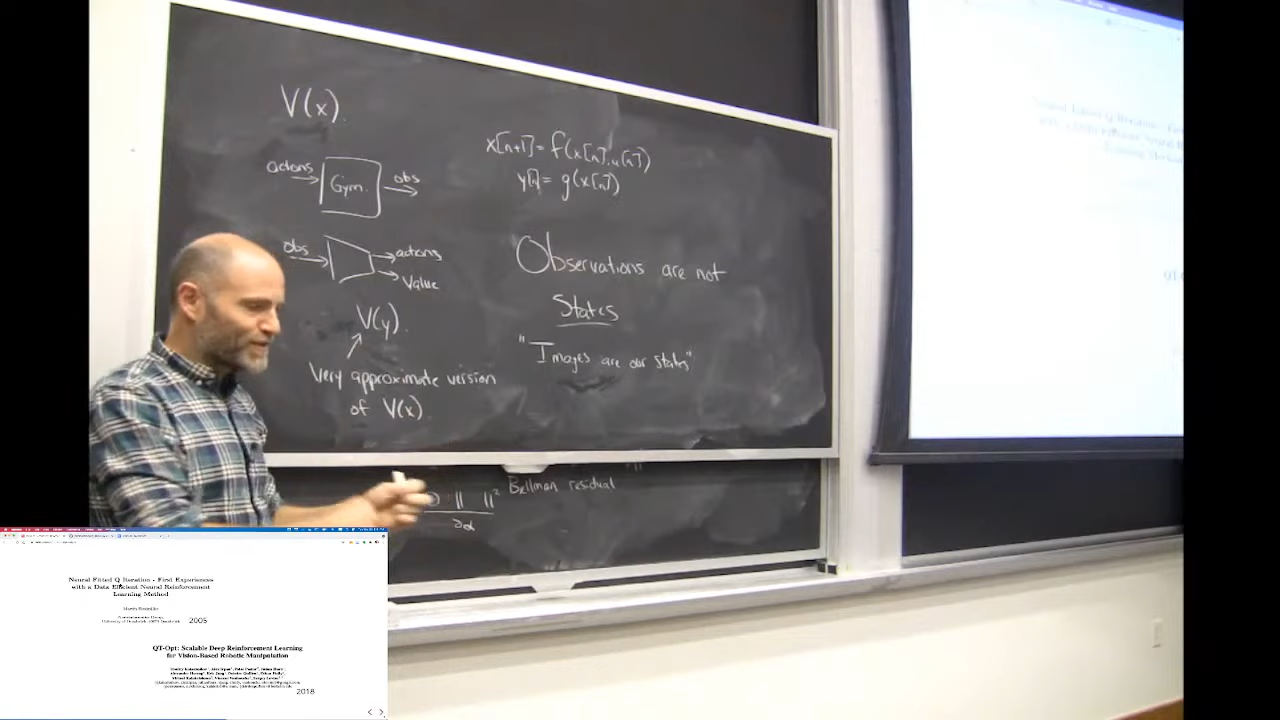 V(x).
actions
Gym.
obs
obs
actions
Value
V(y).
Very approximate version
of V(x)
x[n+1] = f(x[n], u[n])
y[n] = g(x[n])
Observations are not
States
"Images are our states"
|| ||² Bellman residual
∂α
Neural Fitted Q Iteration - First Experiences
with a Data Efficient Neural Reinforcement
Learning Method
2005
QT-Opt: Scalable Deep Reinforcement Learning
for Vision-Based Robotic Manipulation
2018